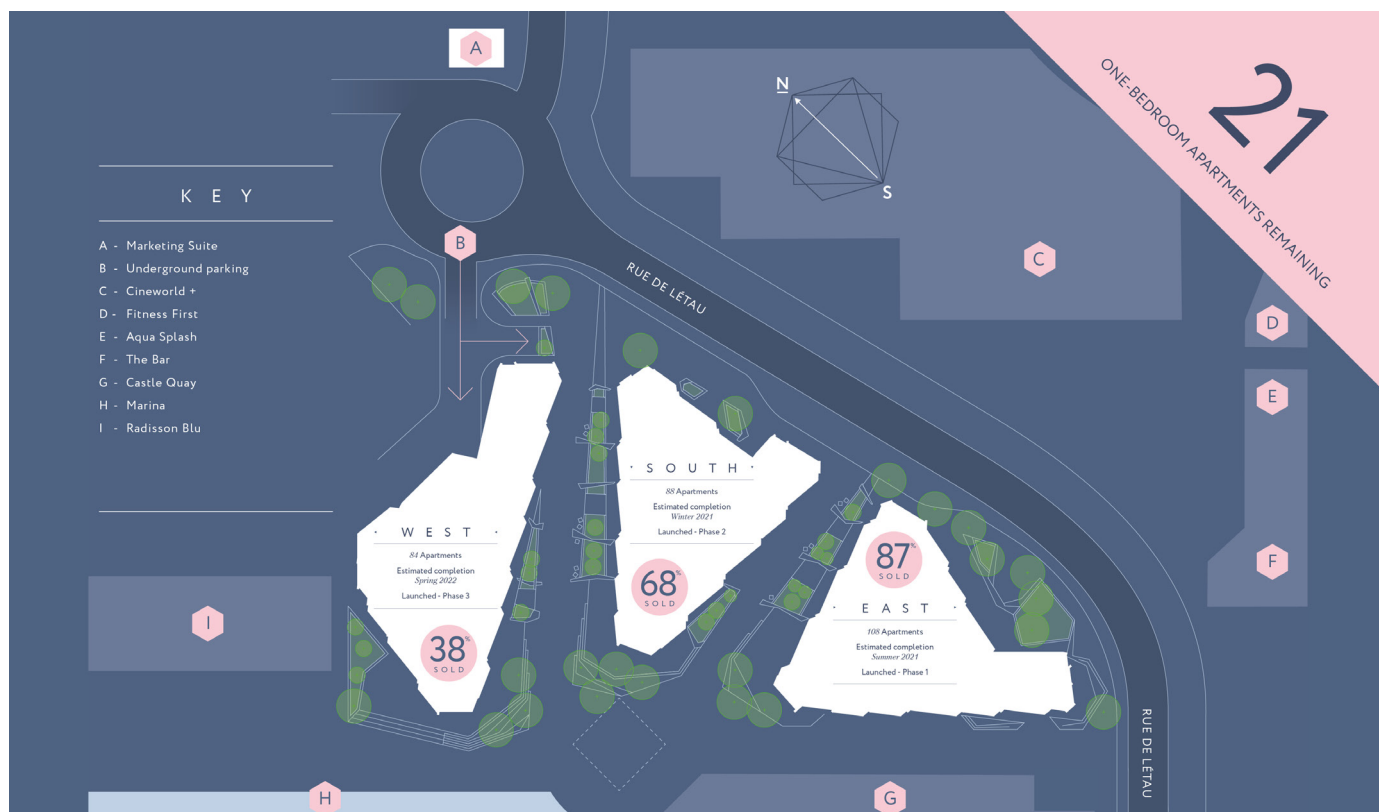 A
N
S
21
ONE-BEDROOM APARTMENTS REMAINING
KEY
A - Marketing Suite
B - Underground parking
C - Cineworld +
D - Fitness First
E - Aqua Splash
F - The Bar
G - Castle Quay
H - Marina
I - Radisson Blu
B
RUE DE LÉTAU
C
D
E
F
· SOUTH ·
88 Apartments
Estimated completion
Winter 2021
Launched - Phase 2
68%
SOLD
· WEST ·
84 Apartments
Estimated completion
Spring 2022
Launched - Phase 3
38%
SOLD
87%
SOLD
· EAST ·
108 Apartments
Estimated completion
Summer 2021
Launched - Phase 1
I
RUE DE LÉTAU
H
G